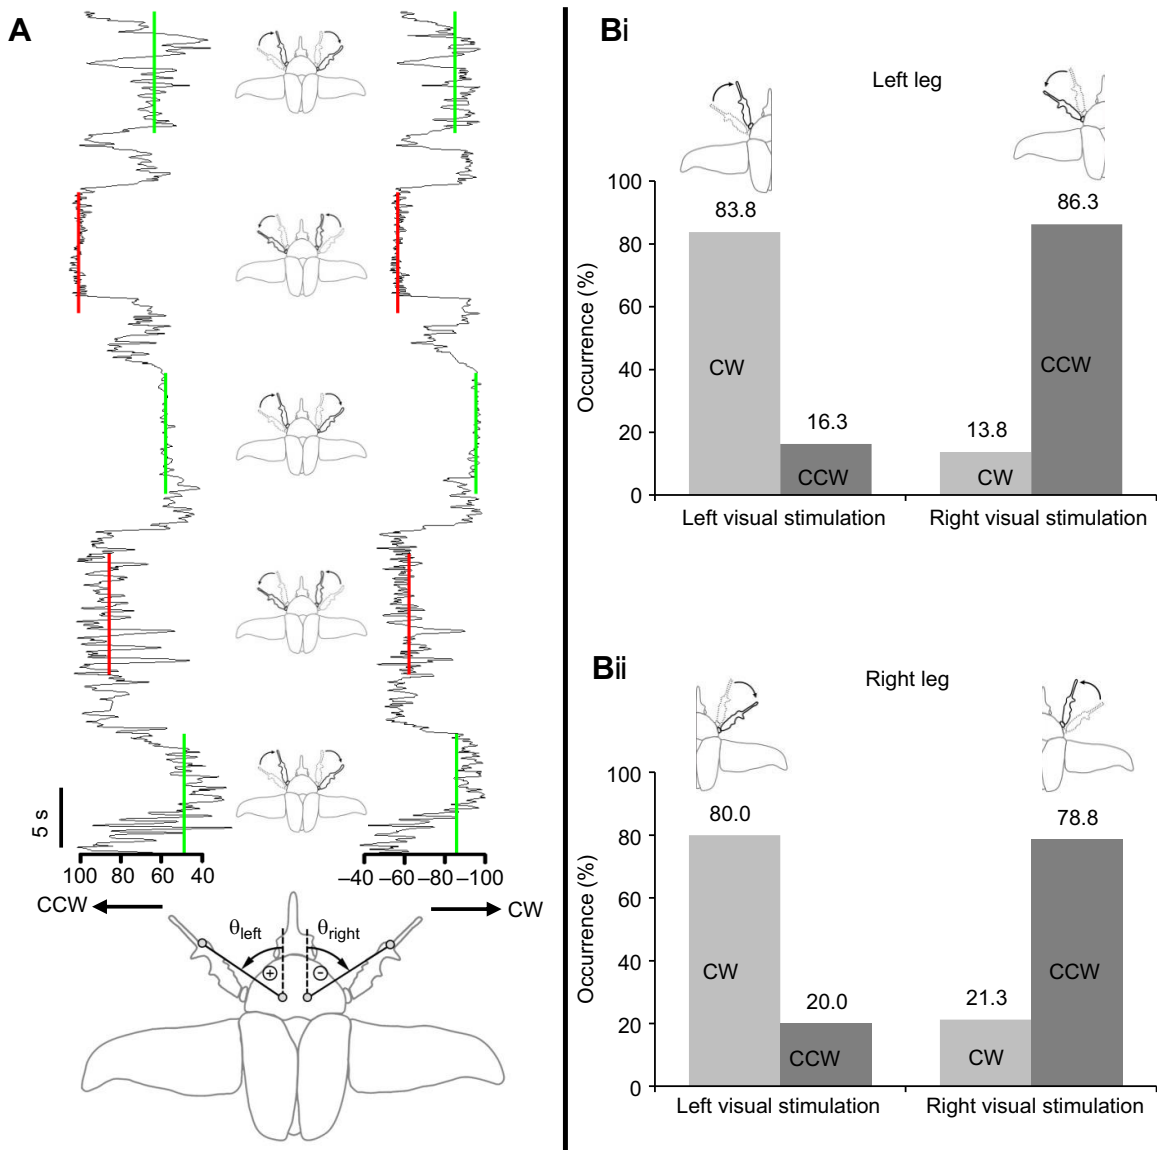 A
5 s
100 80 60 40
–40 –60 –80 –100
CCW
CW
θleft
θright
+
–
Bi
Left leg
Occurrence (%)
100
80
60
40
20
0
83.8
CW
16.3
CCW
13.8
CW
86.3
CCW
Left visual stimulation
Right visual stimulation
Bii
Right leg
Occurrence (%)
100
80
60
40
20
0
80.0
CW
20.0
CCW
21.3
CW
78.8
CCW
Left visual stimulation
Right visual stimulation